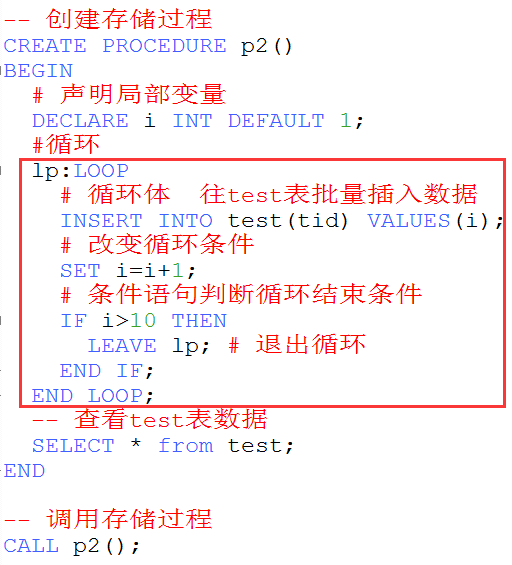 -- 创建存储过程
CREATE PROCEDURE p2()
BEGIN
# 声明局部变量
DECLARE i INT DEFAULT 1;
#循环
lp:LOOP
# 循环体  往test表批量插入数据
INSERT INTO test(tid) VALUES(i);
# 改变循环条件
SET i=i+1;
# 条件语句判断循环结束条件
IF i>10 THEN
LEAVE lp; # 退出循环
END IF;
END LOOP;
-- 查看test表数据
SELECT * from test;
END
-- 调用存储过程
CALL p2();